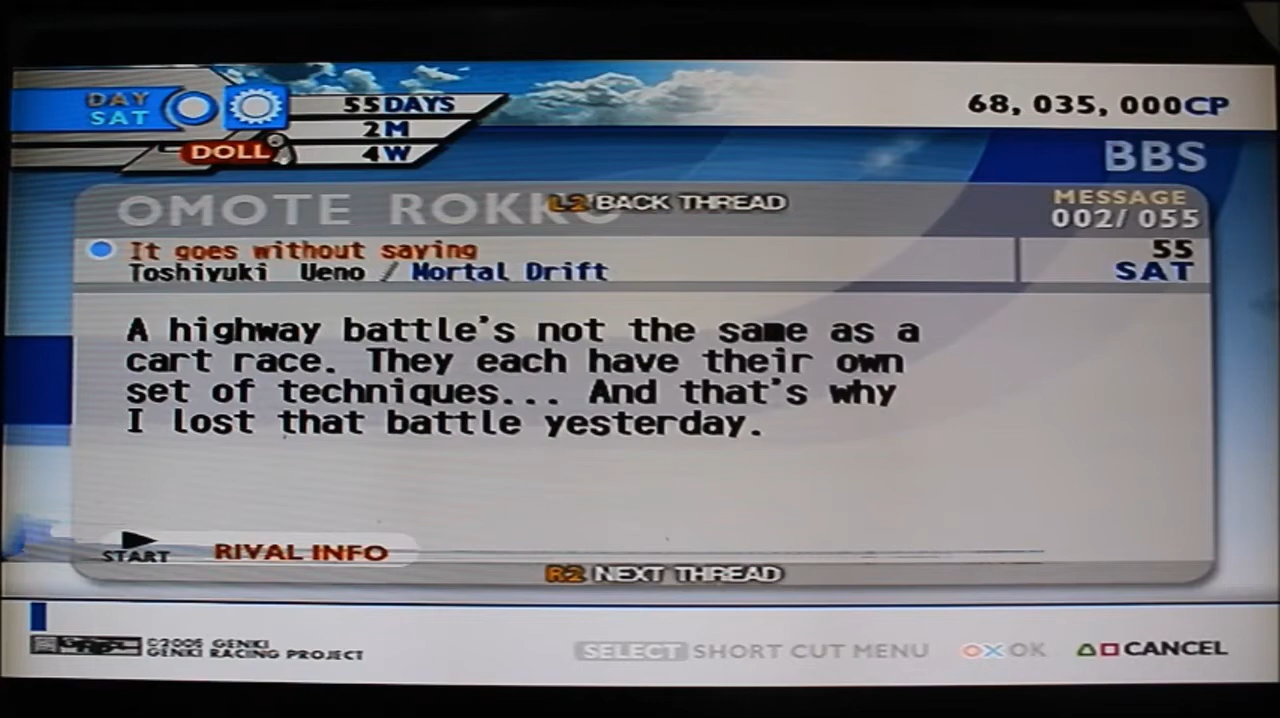 DAY
SAT
55DAYS
2M
DOLL
4W
68,035,000CP
BBS
OMOTE ROKKO
L2 BACK THREAD
MESSAGE
002/055
It goes without saying
55
Toshiyuki Ueno / Mortal Drift
SAT
A highway battle's not the same as a
cart race. They each have their own
set of techniques... And that's why
I lost that battle yesterday.
START RIVAL INFO
R2 NEXT THREAD
©2005 GENKI
GENKI RACING PROJECT
SELECT SHORT CUT MENU
OK
CANCEL